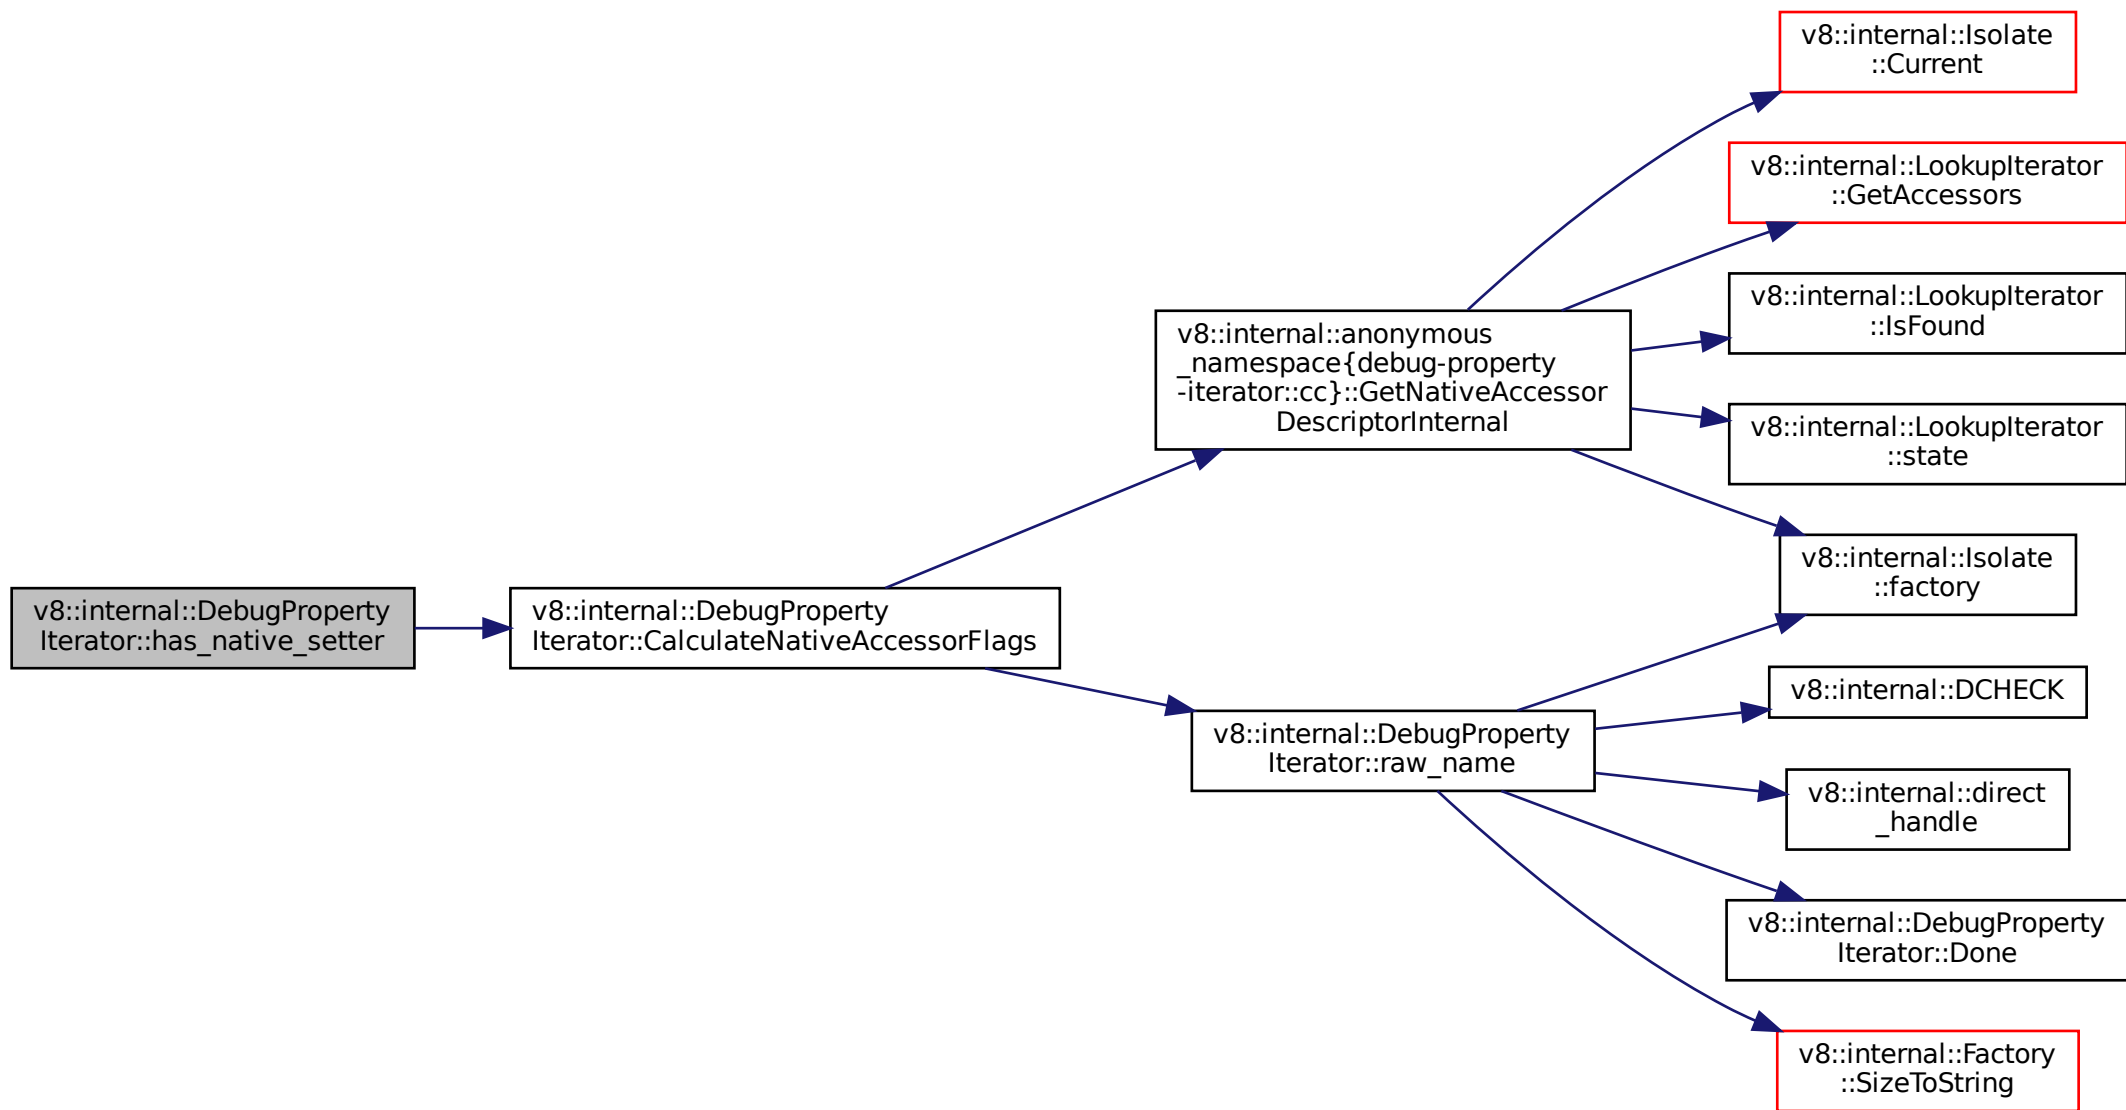 v8::internal::DebugProperty
Iterator::has_native_setter
v8::internal::DebugProperty
Iterator::CalculateNativeAccessorFlags
v8::internal::anonymous
_namespace{debug-property
-iterator::cc}::GetNativeAccessor
DescriptorInternal
v8::internal::DebugProperty
Iterator::raw_name
v8::internal::Isolate
::Current
v8::internal::LookupIterator
::GetAccessors
v8::internal::LookupIterator
::IsFound
v8::internal::LookupIterator
::state
v8::internal::Isolate
::factory
v8::internal::DCHECK
v8::internal::direct
_handle
v8::internal::DebugProperty
Iterator::Done
v8::internal::Factory
::SizeToString